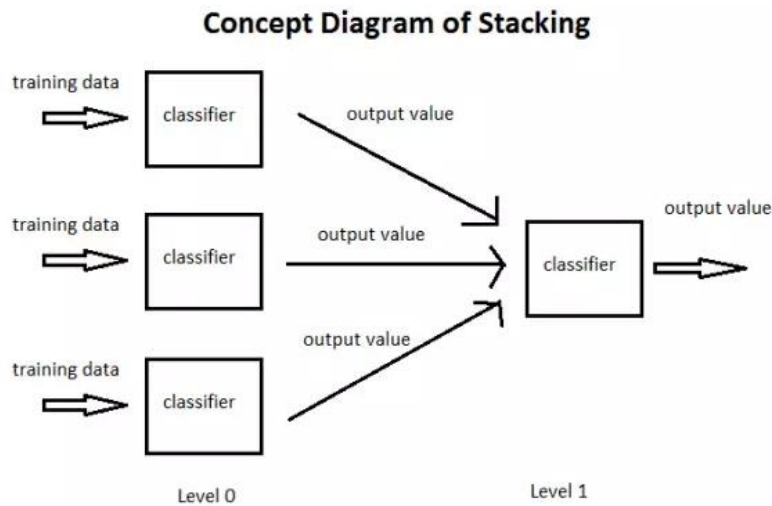 Concept Diagram of Stacking
training data
classifier
output value
training data
classifier
output value
output value
classifier
output value
training data
classifier
Level 0
Level 1